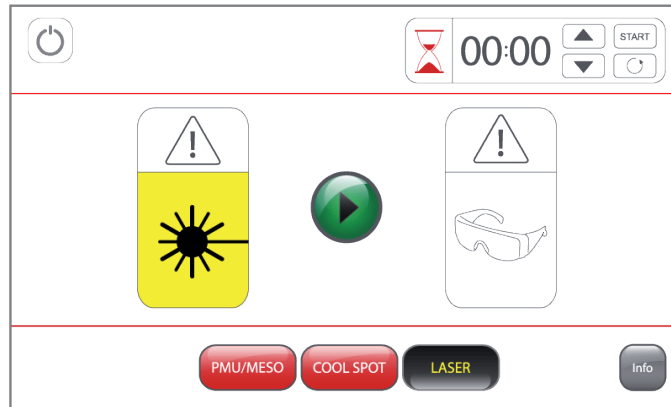 00:00
START
!
!
PMU/MESO
COOL SPOT
LASER
Info